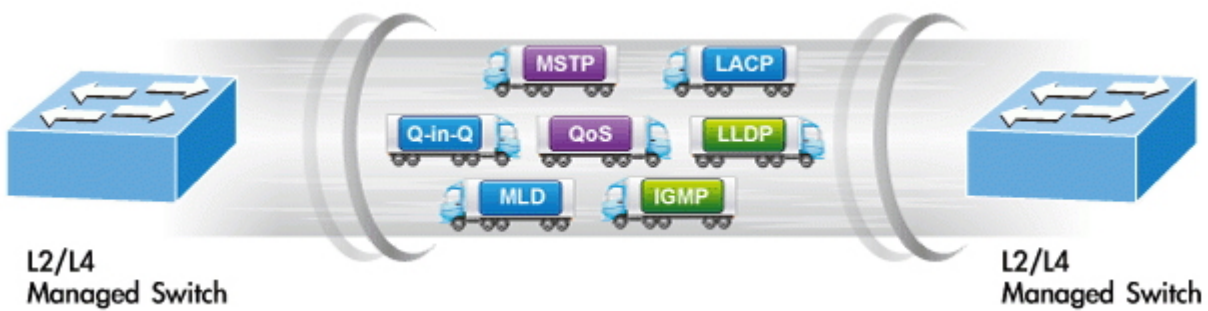 MSTP
LACP
Q-in-Q
QoS
LLDP
MLD
IGMP
L2/L4
Managed Switch
L2/L4
Managed Switch